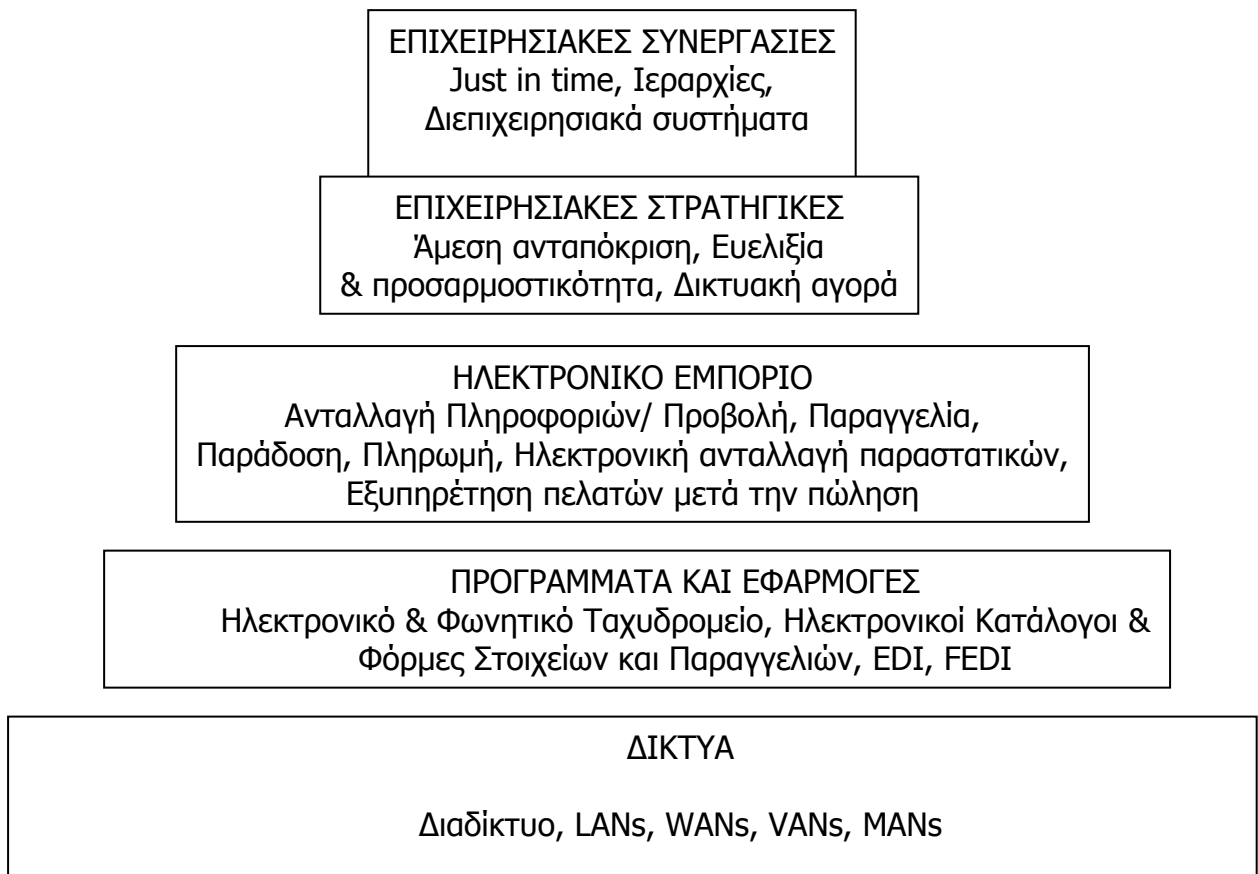 ΕΠΙΧΕΙΡΗΣΙΑΚΕΣ ΣΥΝΕΡΓΑΣΙΕΣ
Just in time, Ιεραρχίες,
Διεπιχειρησιακά συστήματα
ΕΠΙΧΕΙΡΗΣΙΑΚΕΣ ΣΤΡΑΤΗΓΙΚΕΣ
Άμεση ανταπόκριση, Ευελιξία
& προσαρμοστικότητα, Δικτυακή αγορά
ΗΛΕΚΤΡΟΝΙΚΟ ΕΜΠΟΡΙΟ
Ανταλλαγή Πληροφοριών/ Προβολή, Παραγγελία,
Παράδοση, Πληρωμή, Ηλεκτρονική ανταλλαγή παραστατικών,
Εξυπηρέτηση πελατών μετά την πώληση
ΠΡΟΓΡΑΜΜΑΤΑ ΚΑΙ ΕΦΑΡΜΟΓΕΣ
Ηλεκτρονικό & Φωνητικό Ταχυδρομείο, Ηλεκτρονικοί Κατάλογοι &
Φόρμες Στοιχείων και Παραγγελιών, EDI, FEDI
ΔΙΚΤΥΑ
Διαδίκτυο, LANs, WANs, VANs, MANs